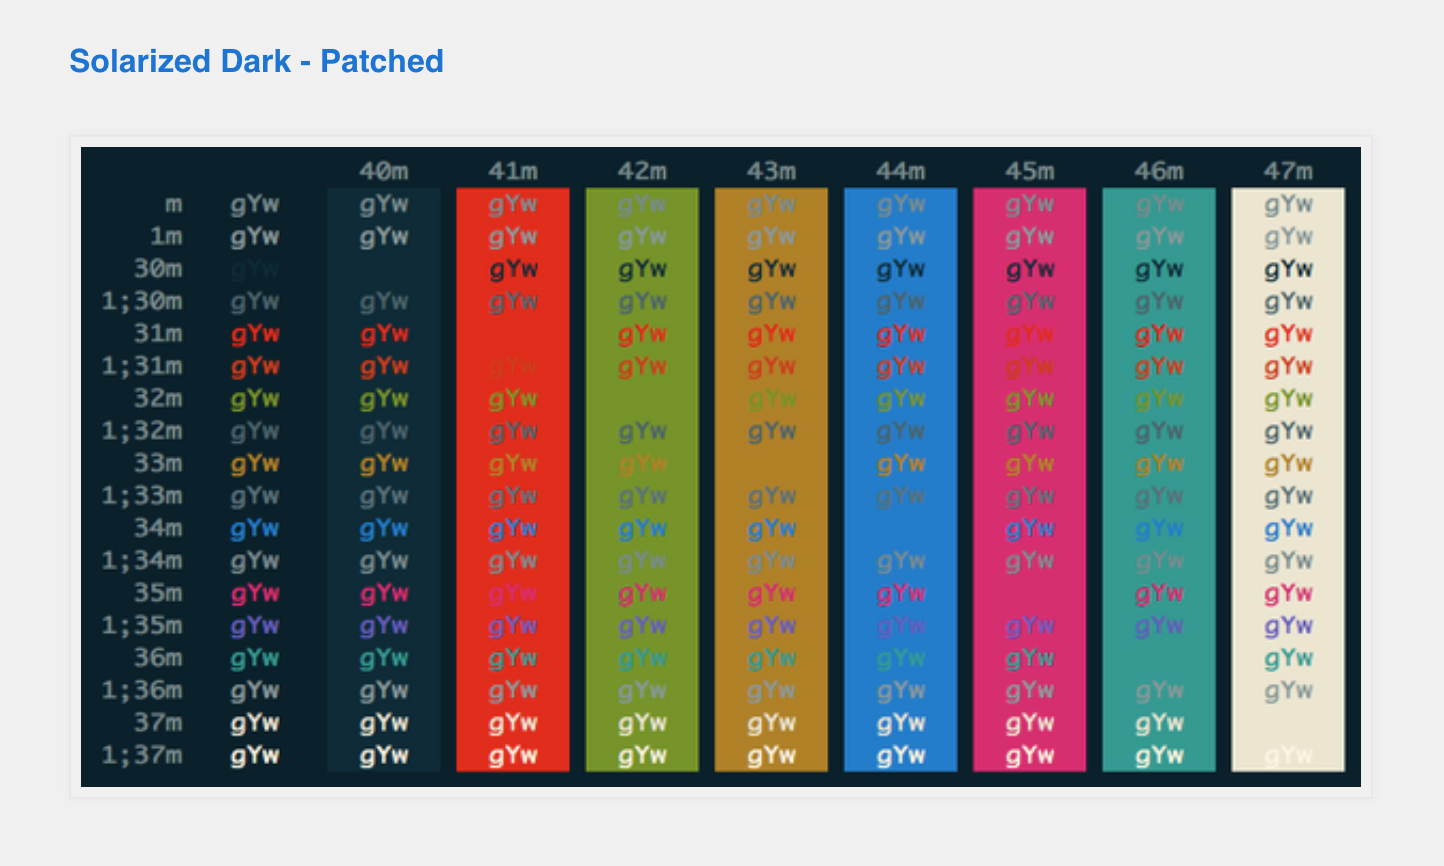 Solarized Dark - Patched
40m 41m 42m 43m 44m 45m 46m 47m
m gYw gYw gYw gYw gYw gYw gYw gYw gYw
1m gYw gYw gYw gYw gYw gYw gYw gYw gYw
30m gYw gYw gYw gYw gYw gYw gYw gYw
1;30m gYw gYw gYw gYw gYw gYw gYw gYw gYw
31m gYw gYw gYw gYw gYw gYw gYw gYw
1;31m gYw gYw gYw gYw gYw gYw gYw gYw gYw
32m gYw gYw gYw gYw gYw gYw gYw gYw
1;32m gYw gYw gYw gYw gYw gYw gYw gYw gYw
33m gYw gYw gYw gYw gYw gYw gYw gYw
1;33m gYw gYw gYw gYw gYw gYw gYw gYw gYw
34m gYw gYw gYw gYw gYw gYw gYw gYw
1;34m gYw gYw gYw gYw gYw gYw gYw gYw gYw
35m gYw gYw gYw gYw gYw gYw gYw gYw
1;35m gYw gYw gYw gYw gYw gYw gYw gYw gYw
36m gYw gYw gYw gYw gYw gYw gYw gYw
1;36m gYw gYw gYw gYw gYw gYw gYw gYw gYw
37m gYw gYw gYw gYw gYw gYw gYw gYw
1;37m gYw gYw gYw gYw gYw gYw gYw gYw gYw